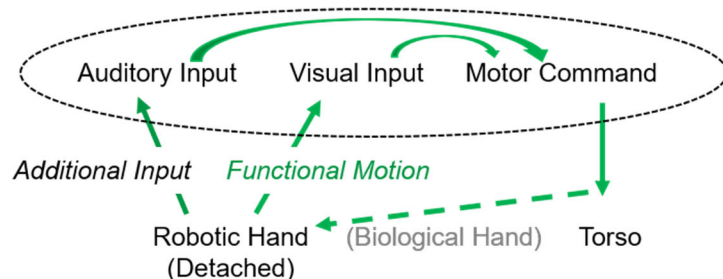 Auditory Input Visual Input Motor Command
Additional Input Functional Motion
Robotic Hand (Biological Hand) Torso
(Detached)